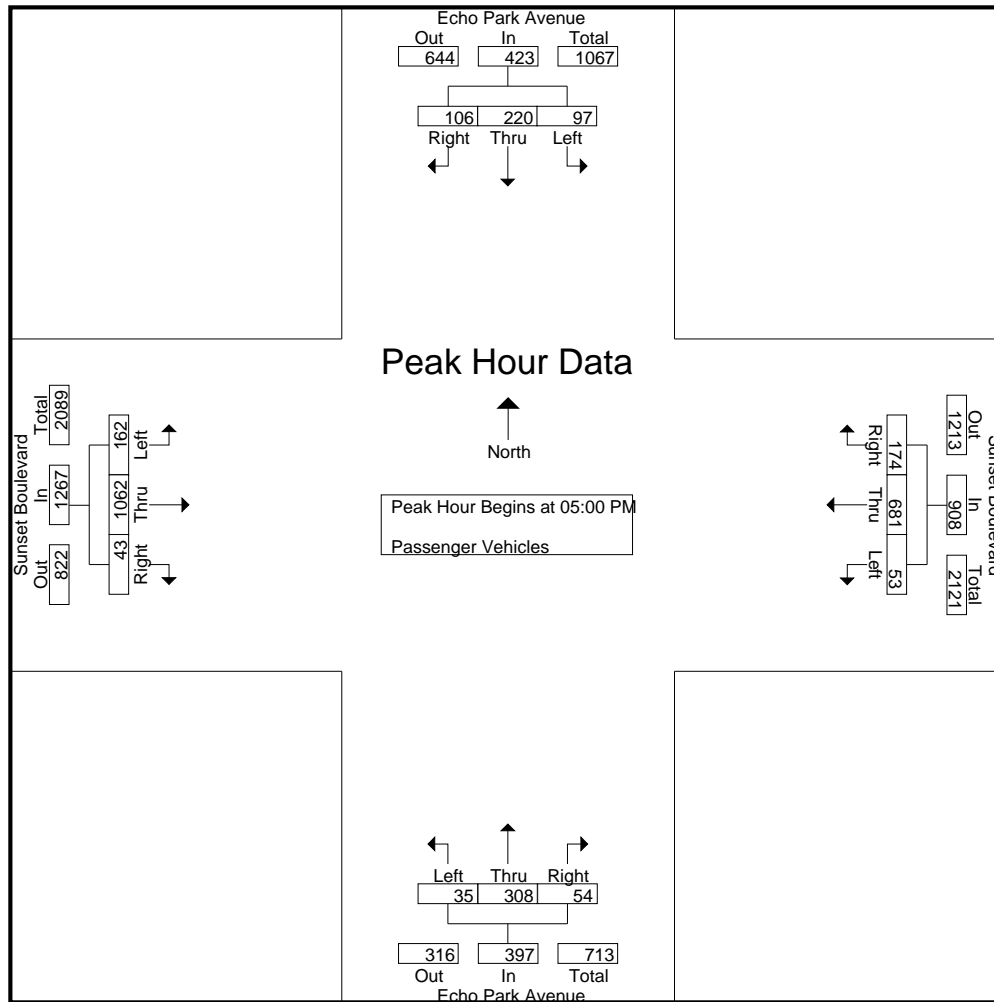 Echo Park Avenue
Out In Total
644 423 1067
106 220 97
Right Thru Left
Peak Hour Data
North
Peak Hour Begins at 05:00 PM
Passenger Vehicles
Sunset Boulevard
Total In Out
2089 1267 822
162 1062 43
Left Thru Right
Sunset Boulevard
Out In Total
1213 908 2121
174 681 53
Right Thru Left
Left Thru Right
35 308 54
316 397 713
Out In Total
Echo Park Avenue